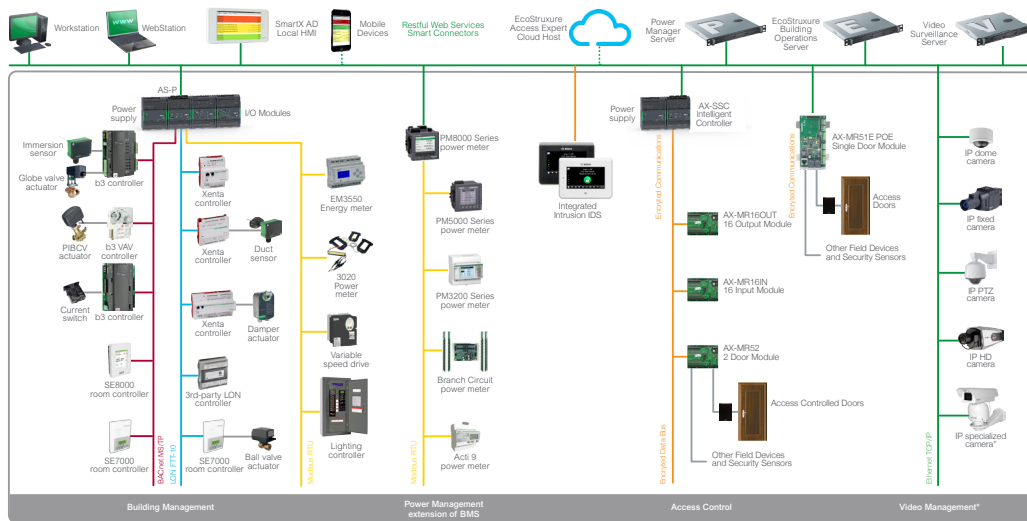 Workstation
WebStation
SmartX AD
Local HMI
Mobile
Devices
Restful Web Services
Smart Connectors
EcoStruxure
Access Expert
Cloud Host
Power
Manager
Server
P
EcoStruxure
Building
Operations
Server
E
Video
Surveillance
Server
V
www
AS-P
Power
supply
I/O Modules
Immersion
sensor
Globe valve
actuator
b3 controller
PIBCV
actuator
b3 VAV
controller
Current
switch
b3 controller
SE8000
room controller
SE7000
room controller
BACnet MS/TP
LON FTT-10
Xenta
controller
Xenta
controller
Duct
sensor
Xenta
controller
Damper
actuator
3rd-party LON
controller
SE7000
room controller
Ball valve
actuator
Modbus RTU
EM3550
Energy meter
3020
Power
meter
Variable
speed drive
Lighting
controller
PM8000 Series
power meter
PM5000 Series
power meter
PM3200 Series
power meter
Branch Circuit
power meter
Acti 9
power meter
Modbus RTU
Integrated
Intrusion IDS
Power
supply
AX-SSC
Intelligent
Controller
Encryted Communications
AX-MR16OUT
16 Output Module
AX-MR16IN
16 Input Module
AX-MR52
2 Door Module
Access Controlled Doors
Other Field Devices
and Security Sensors
Encryted Data Bus
AX-MR51E POE
Single Door Module
Encryted Communications
Access
Doors
Other Field Devices
and Security Sensors
IP dome
camera
IP fixed
camera
IP PTZ
camera
IP HD
camera
IP specialized
camera*
Ethernet TCP/IP
Building Management
Power Management
extension of BMS
Access Control
Video Management*